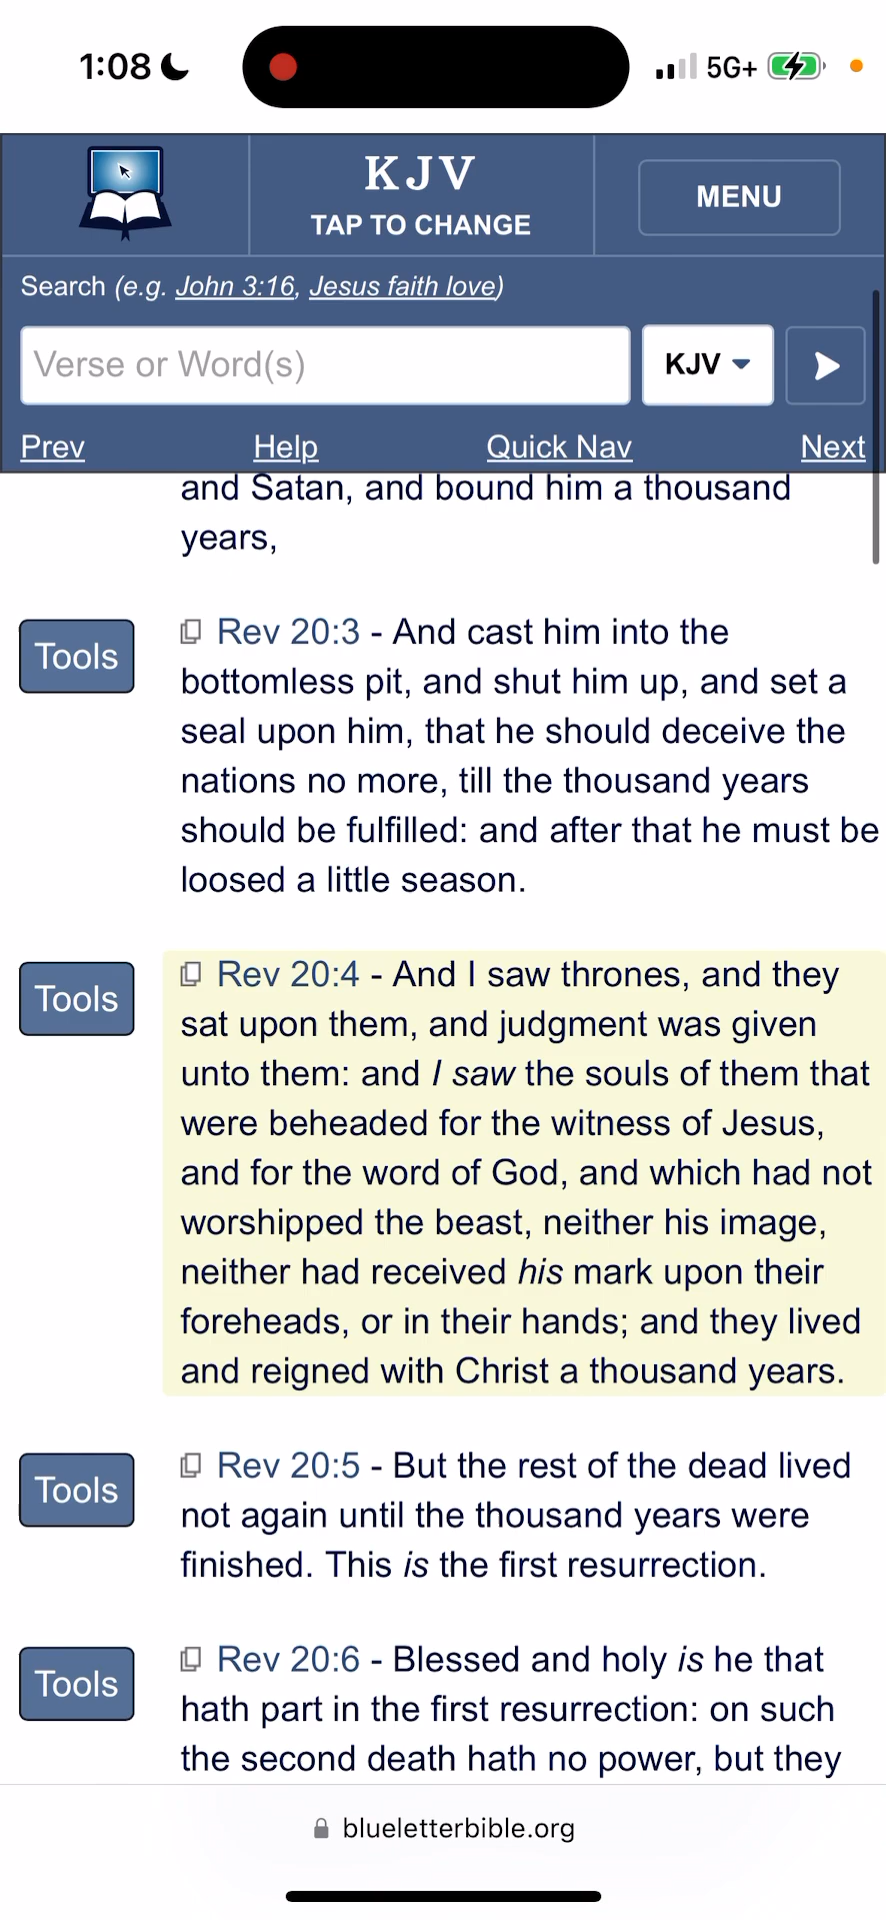 1:08
5G+
KJV
TAP TO CHANGE
MENU
Search (e.g. John 3:16, Jesus faith love)
Verse or Word(s)
KJV
Prev Help Quick Nav Next
and Satan, and bound him a thousand
years,
Tools
Rev 20:3 - And cast him into the
bottomless pit, and shut him up, and set a
seal upon him, that he should deceive the
nations no more, till the thousand years
should be fulfilled: and after that he must be
loosed a little season.
Tools
Rev 20:4 - And I saw thrones, and they
sat upon them, and judgment was given
unto them: and I saw the souls of them that
were beheaded for the witness of Jesus,
and for the word of God, and which had not
worshipped the beast, neither his image,
neither had received his mark upon their
foreheads, or in their hands; and they lived
and reigned with Christ a thousand years.
Tools
Rev 20:5 - But the rest of the dead lived
not again until the thousand years were
finished. This is the first resurrection.
Tools
Rev 20:6 - Blessed and holy is he that
hath part in the first resurrection: on such
the second death hath no power, but they
blueletterbible.org